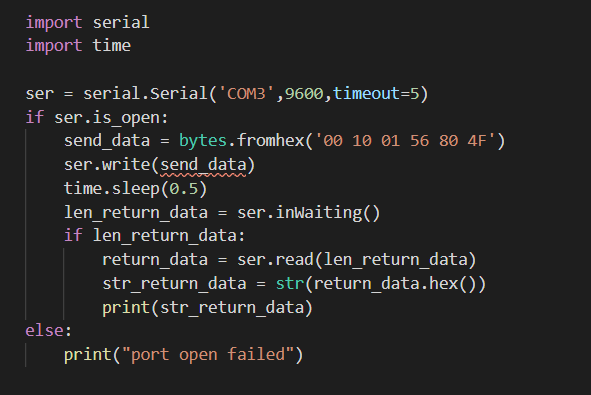 import serial
import time
ser = serial.Serial('COM3',9600,timeout=5)
if ser.is_open:
    send_data = bytes.fromhex('00 10 01 56 80 4F')
    ser.write(send_data)
    time.sleep(0.5)
    len_return_data = ser.inWaiting()
    if len_return_data:
        return_data = ser.read(len_return_data)
        str_return_data = str(return_data.hex())
        print(str_return_data)
else:
    print("port open failed")